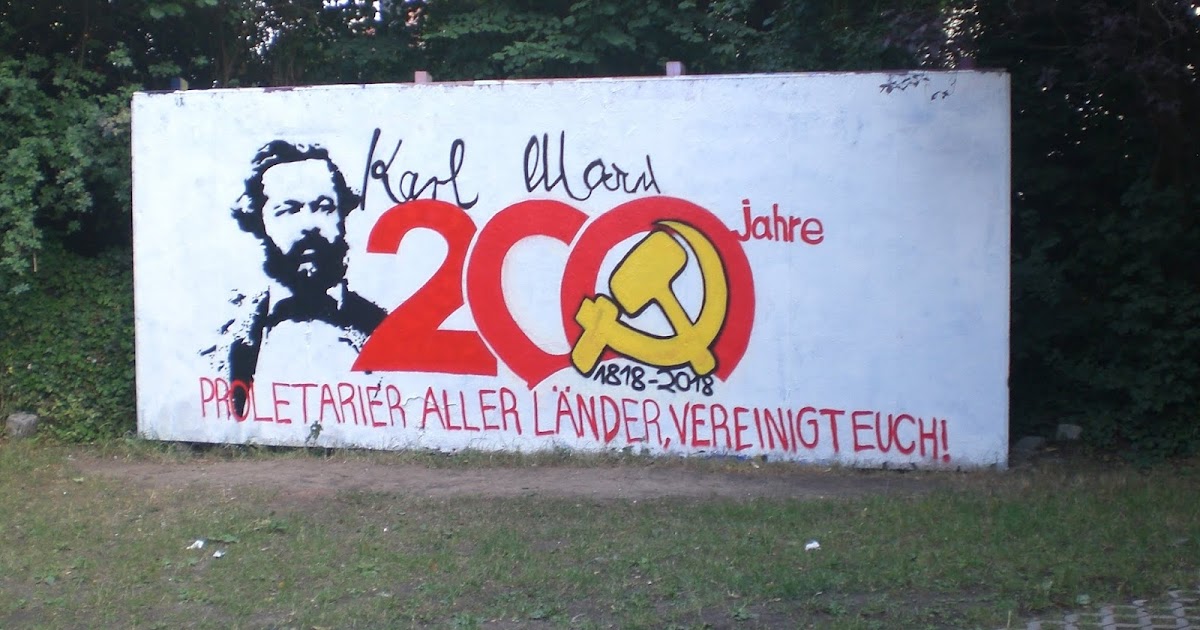 Karl Marx
200 jahre
1818-2018
PROLETARIER ALLER LÄNDER, VEREINIGT EUCH!